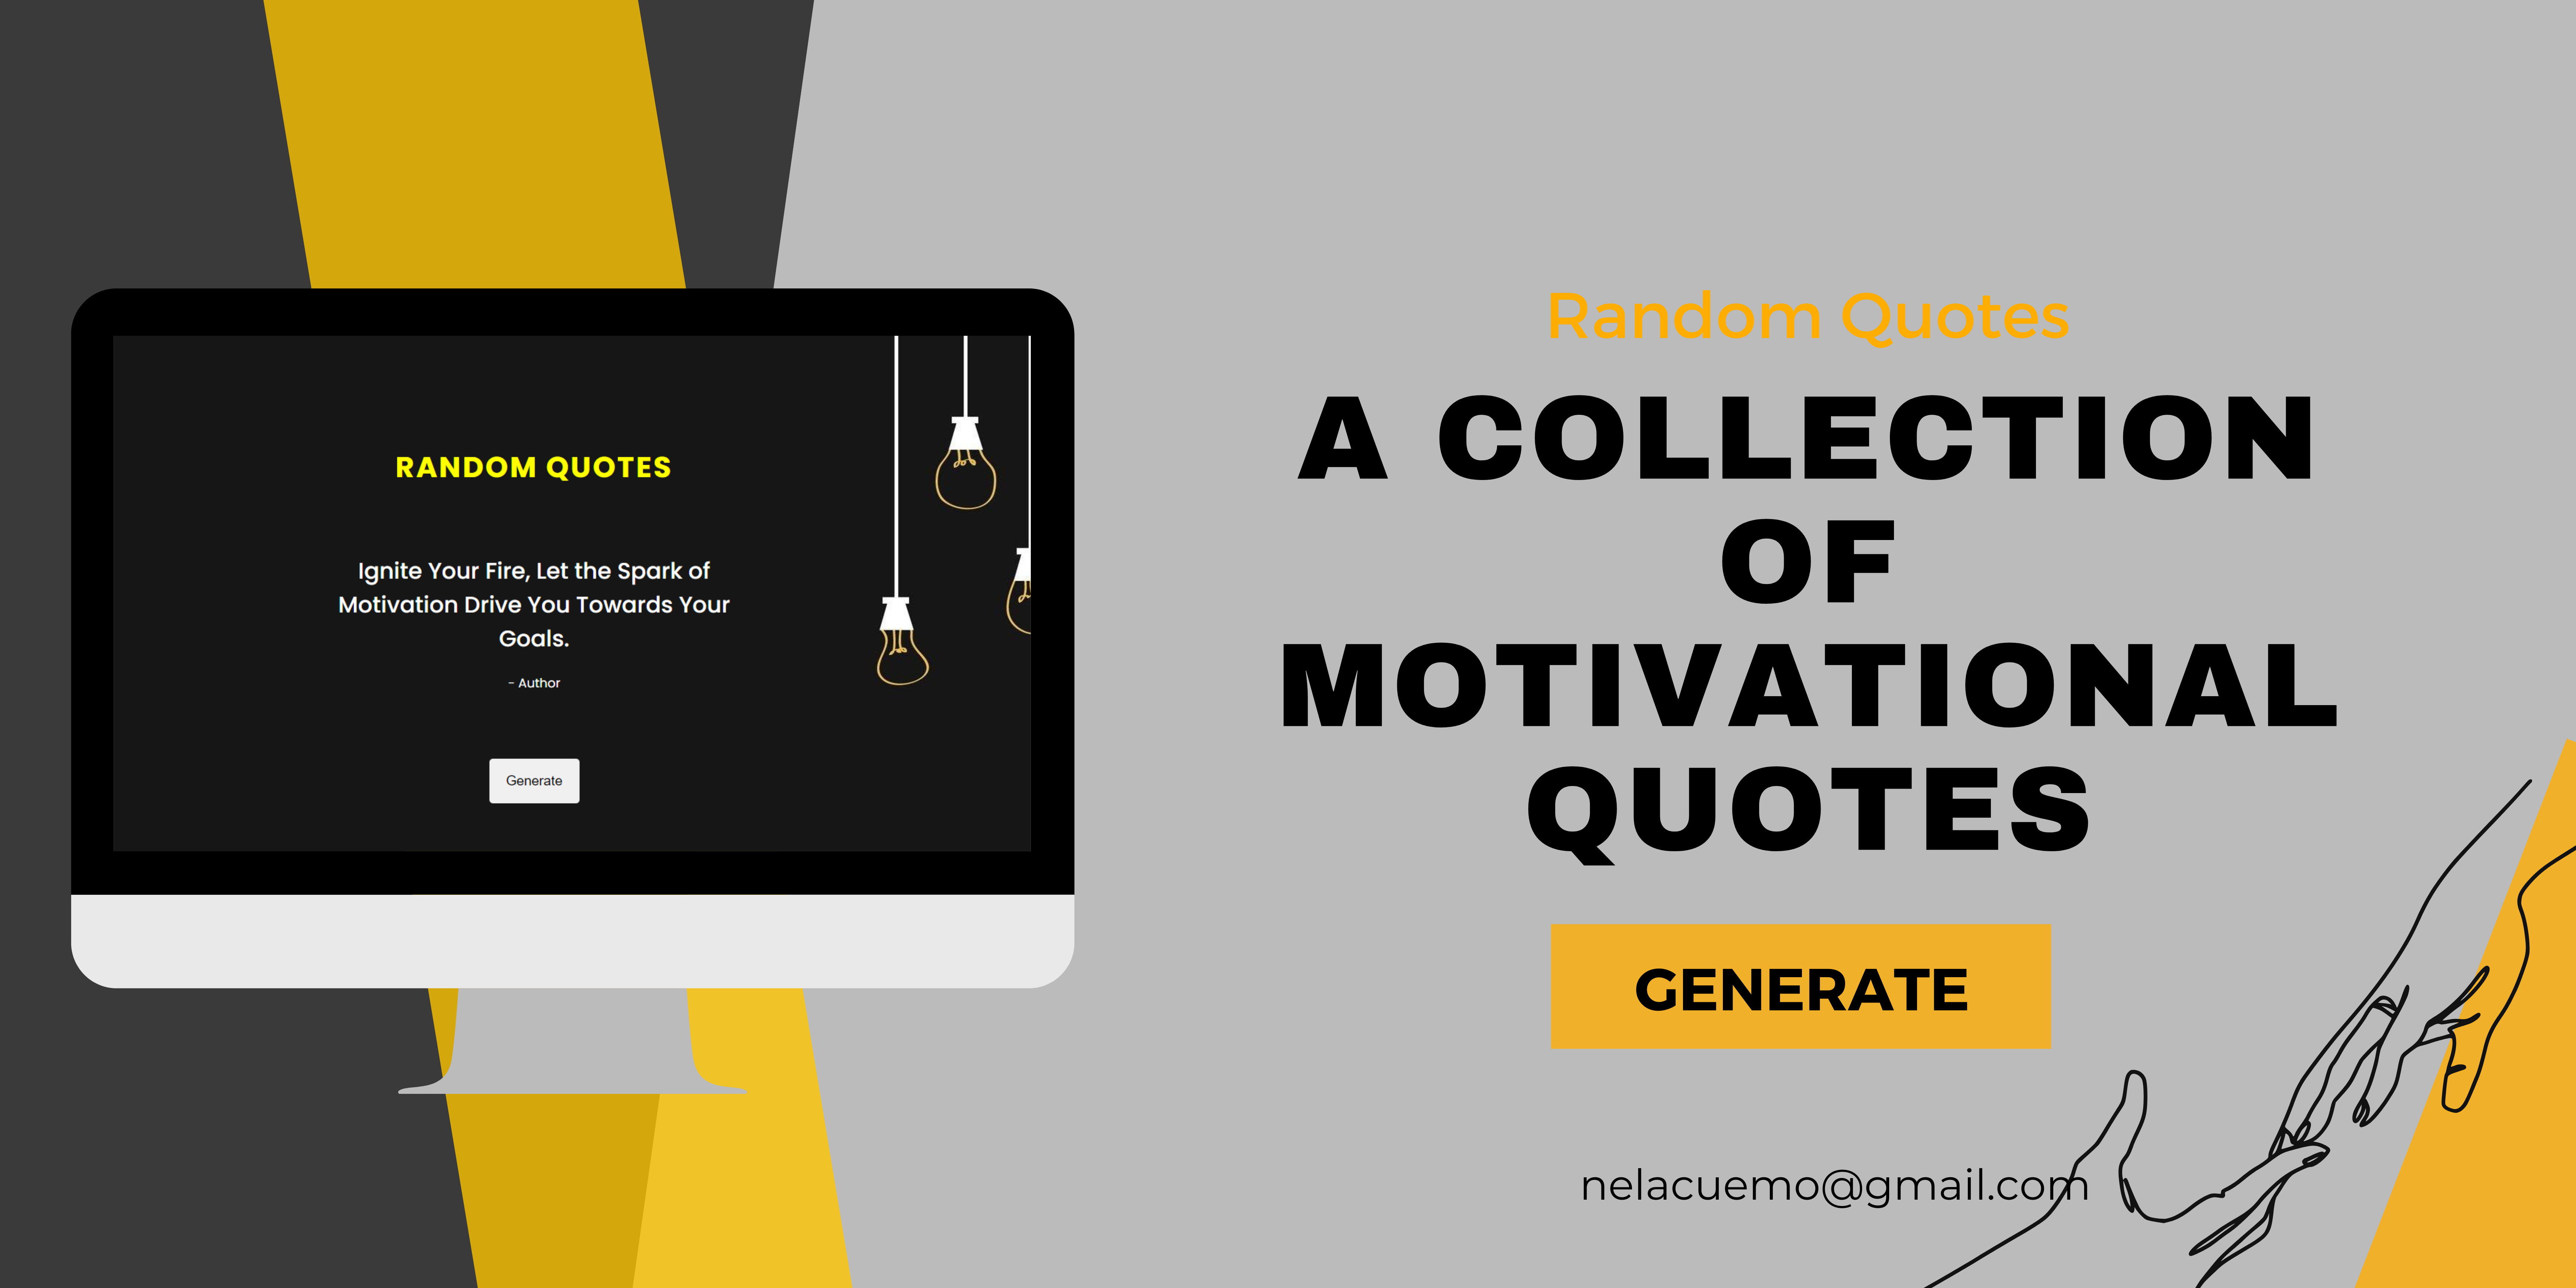 RANDOM QUOTES
Ignite Your Fire, Let the Spark of
Motivation Drive You Towards Your
Goals.
- Author
Generate
Random Quotes
A COLLECTION
OF
MOTIVATIONAL
QUOTES
GENERATE
nelacuemo@gmail.com